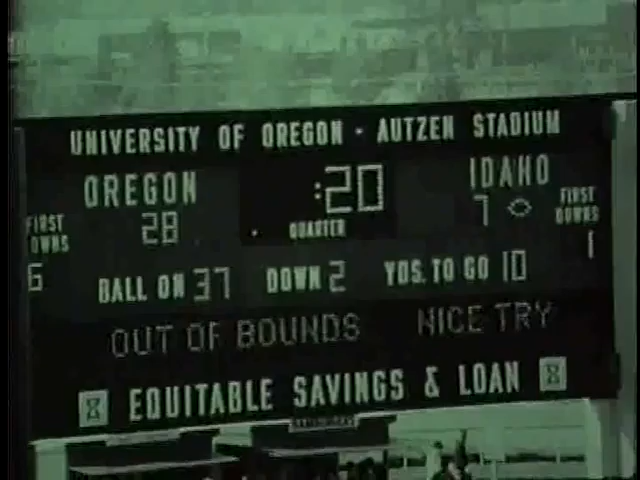 UNIVERSITY OF OREGON · AUTZEN STADIUM
OREGON :20 IDAHO
28 7
QUARTER
FIRST DOWNS 6
FIRST DOWNS 1
BALL ON 37 DOWN 2 YDS. TO GO 10
OUT OF BOUNDS NICE TRY
EQUITABLE SAVINGS & LOAN